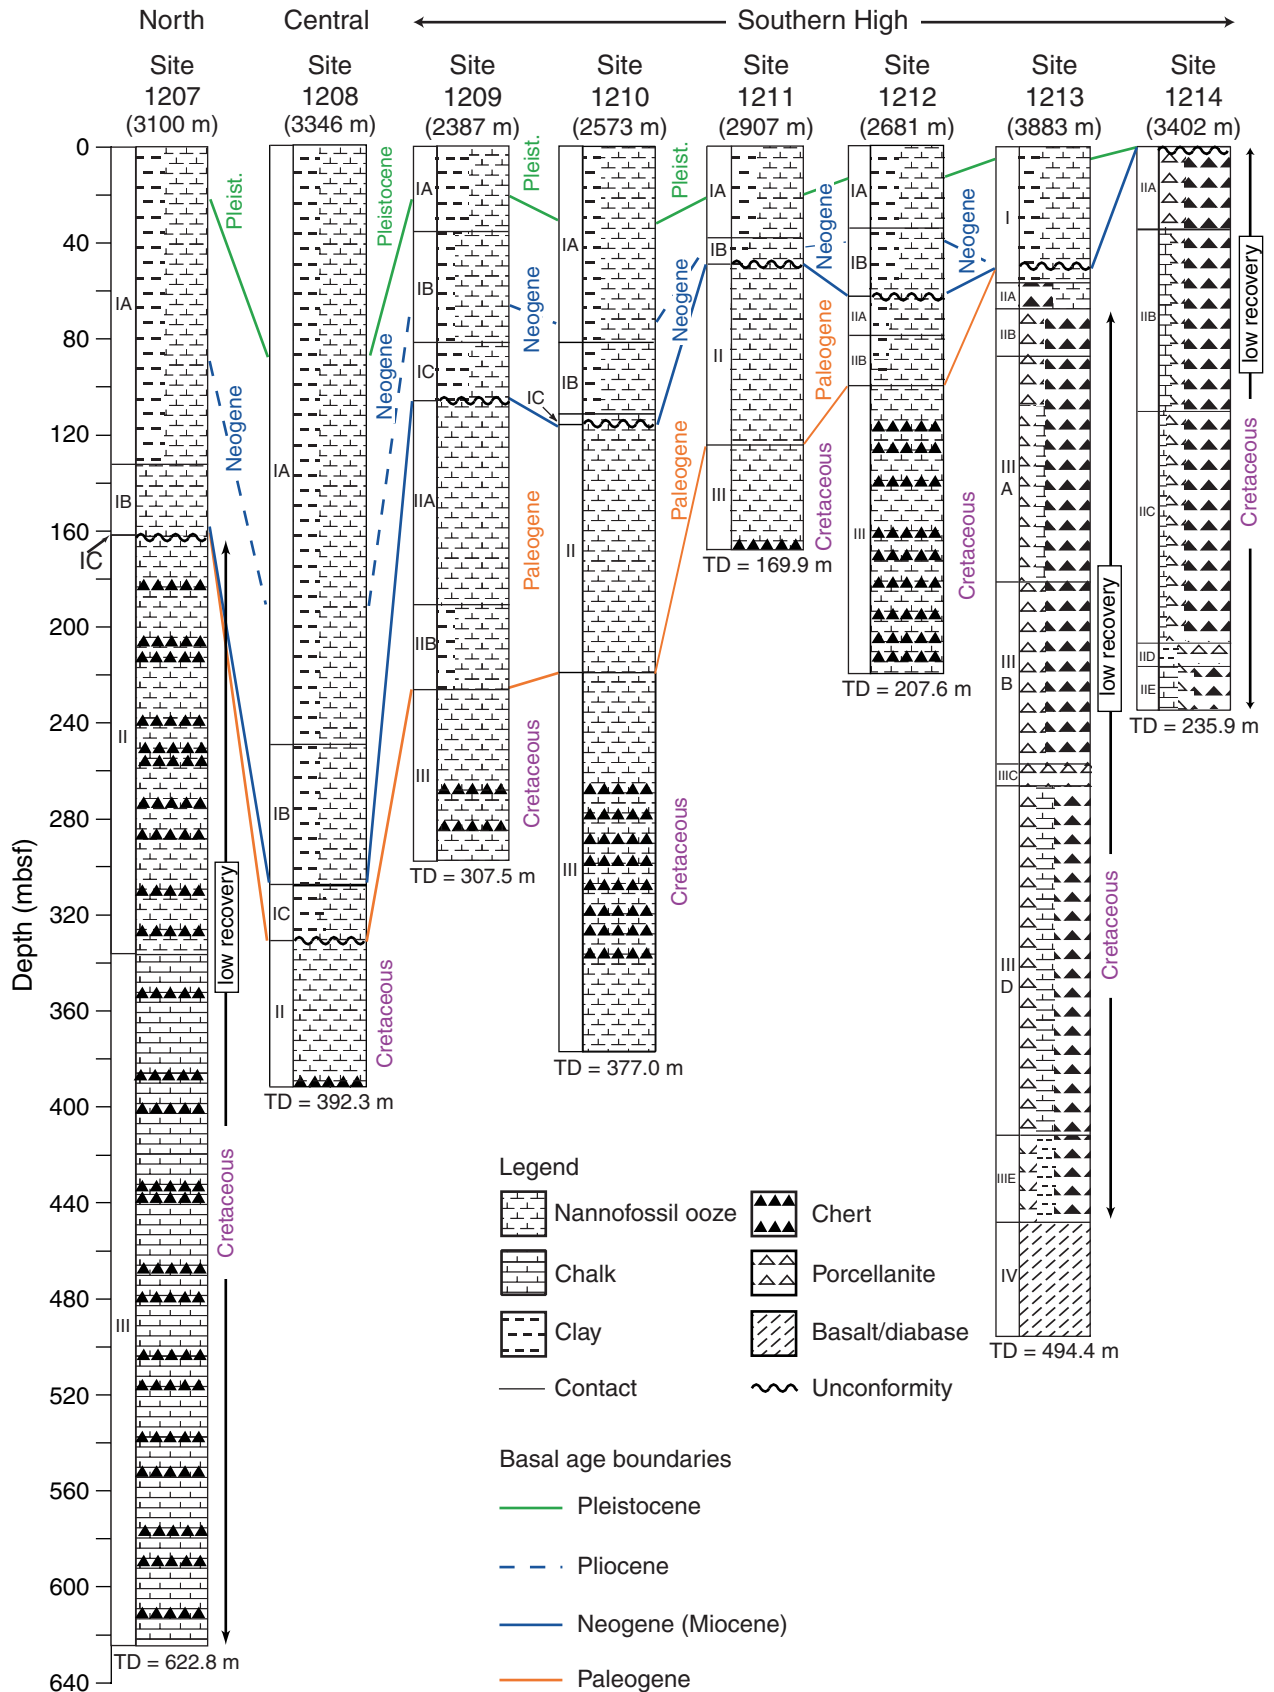 North
Central
Southern High
Site
1207
(3100 m)
Site
1208
(3346 m)
Site
1209
(2387 m)
Site
1210
(2573 m)
Site
1211
(2907 m)
Site
1212
(2681 m)
Site
1213
(3883 m)
Site
1214
(3402 m)
Depth (mbsf)
0
40
80
120
160
200
240
280
320
360
400
440
480
520
560
600
640
IA
IB
IC
II
III
TD = 622.8 m
Pleist.
Neogene
low recovery
Cretaceous
IA
IB
IC
II
TD = 392.3 m
Pleistocene
Neogene
Cretaceous
IA
IB
IC
IIA
IIB
III
TD = 307.5 m
Pleist.
Neogene
Paleogene
Cretaceous
IA
IB
IC
II
III
TD = 377.0 m
Pleist.
Neogene
Paleogene
Cretaceous
IA
IB
II
III
TD = 169.9 m
Neogene
Paleogene
Cretaceous
IA
IB
IIA
IIB
III
TD = 207.6 m
Neogene
Cretaceous
I
IIA
IIB
III
A
III
B
IIIC
III
D
IIIE
IV
TD = 494.4 m
low recovery
Cretaceous
IIA
IIB
IIC
IID
IIE
TD = 235.9 m
low recovery
Cretaceous
Legend
Nannofossil ooze
Chert
Chalk
Porcellanite
Clay
Basalt/diabase
Contact
Unconformity
Basal age boundaries
Pleistocene
Pliocene
Neogene (Miocene)
Paleogene